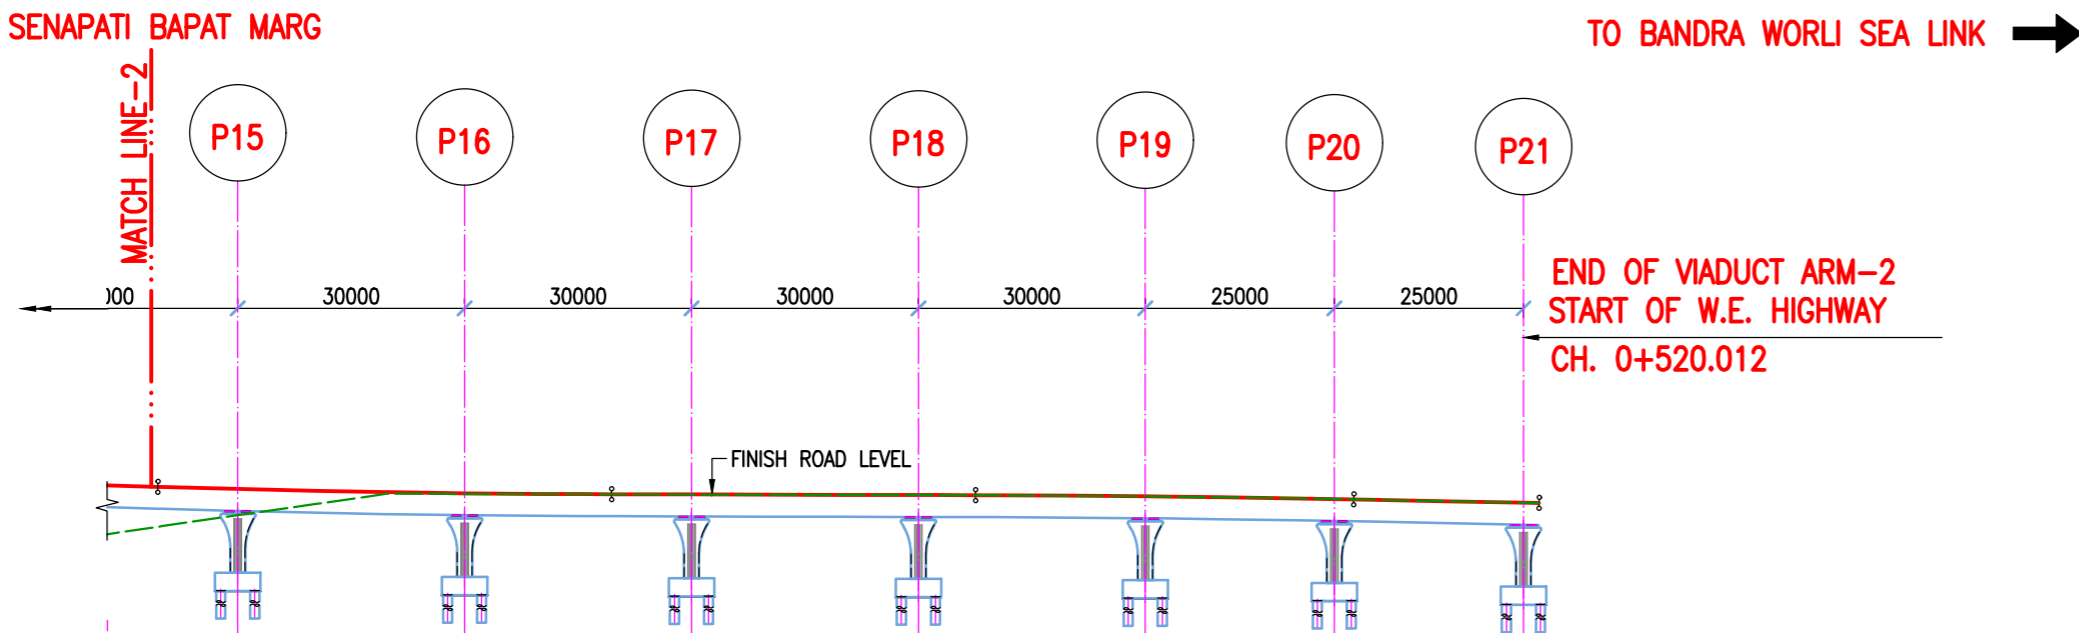 SENAPATI BAPAT MARG
TO BANDRA WORLI SEA LINK
MATCH LINE-2
P15
P16
P17
P18
P19
P20
P21
30000
30000
30000
30000
25000
25000
END OF VIADUCT ARM-2
START OF W.E. HIGHWAY
CH. 0+520.012
FINISH ROAD LEVEL